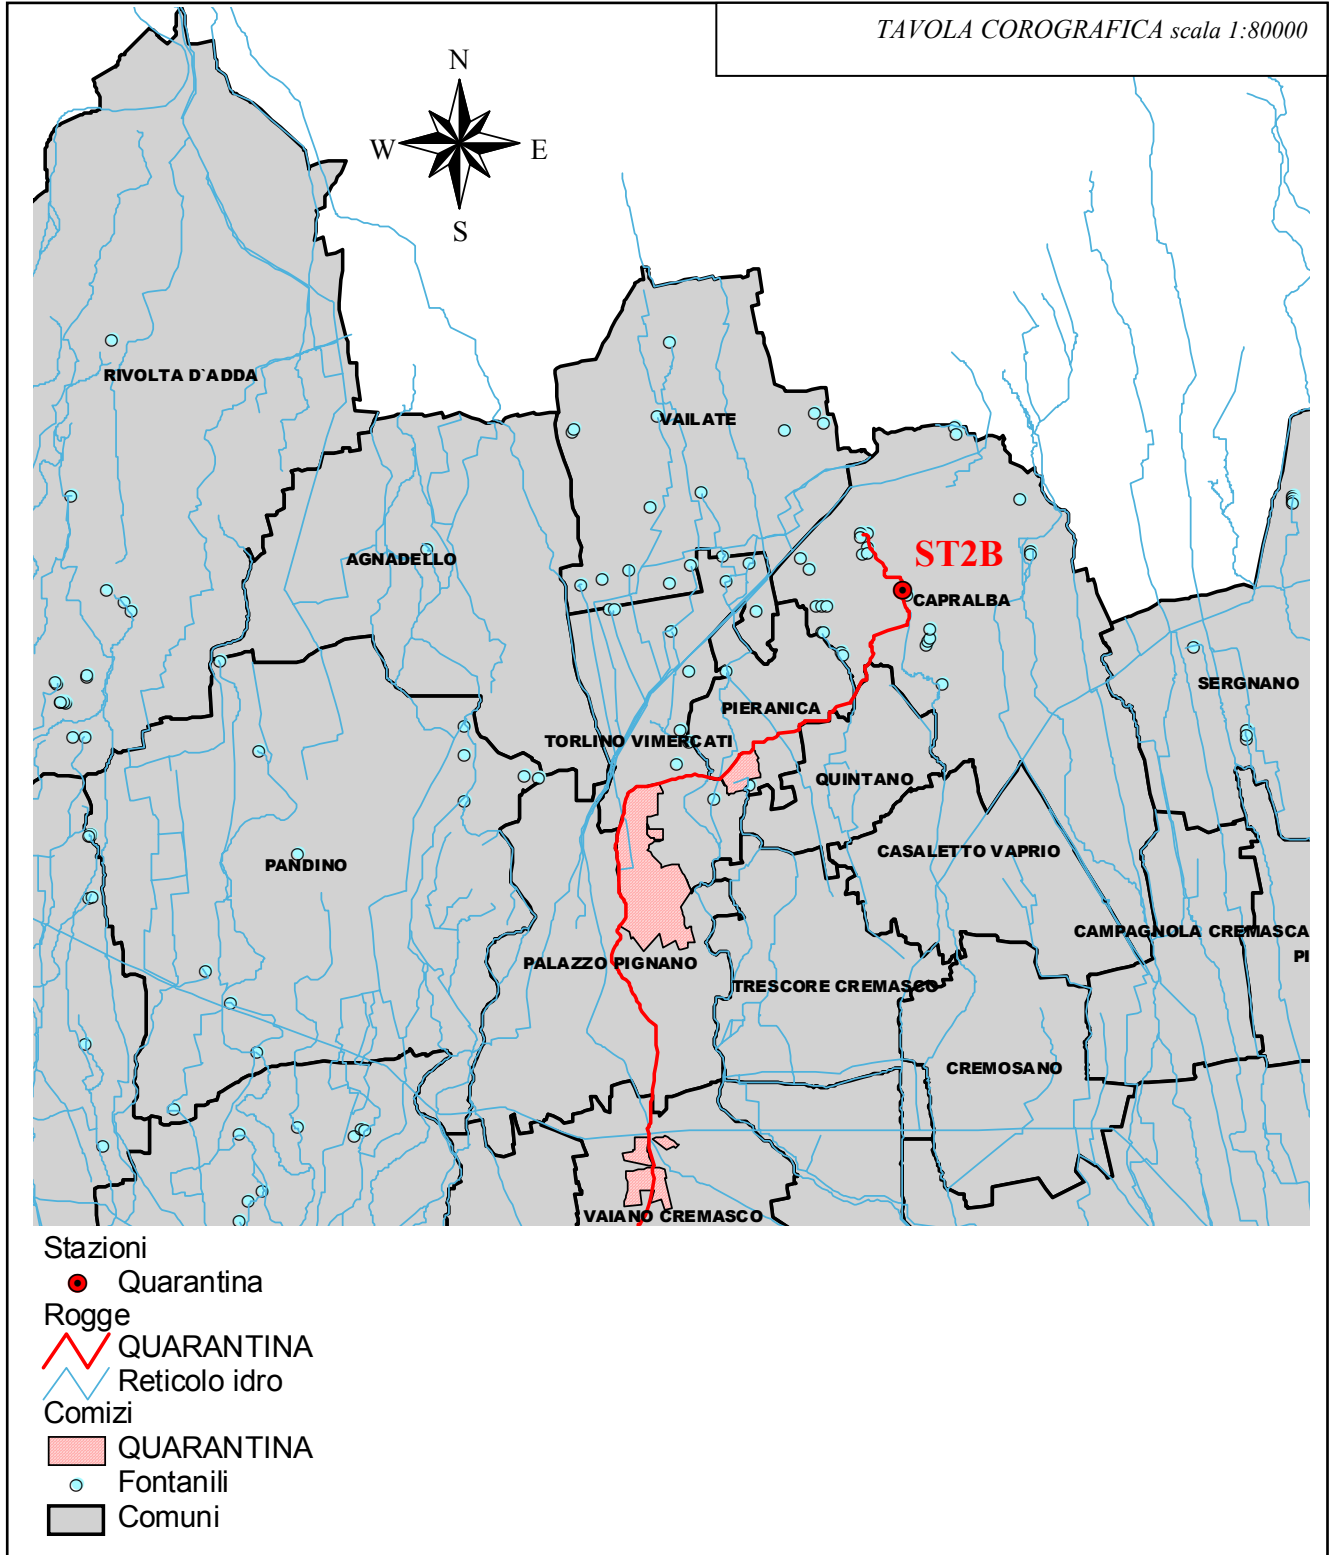 TAVOLA COROGRAFICA scala 1:80000
N
W
E
S
RIVOLTA D`ADDA
VAILATE
AGNADELLO
ST2B
CAPRALBA
SERGNANO
PIERANICA
TORLINO VIMERCATI
QUINTANO
PANDINO
CASALETTO VAPRIO
CAMPAGNOLA CREMASCA
PI
PALAZZO PIGNANO
TRESCORE CREMASCO
CREMOSANO
VAIANO CREMASCO
Stazioni
Quarantina
Rogge
QUARANTINA
Reticolo idro
Comizi
QUARANTINA
Fontanili
Comuni